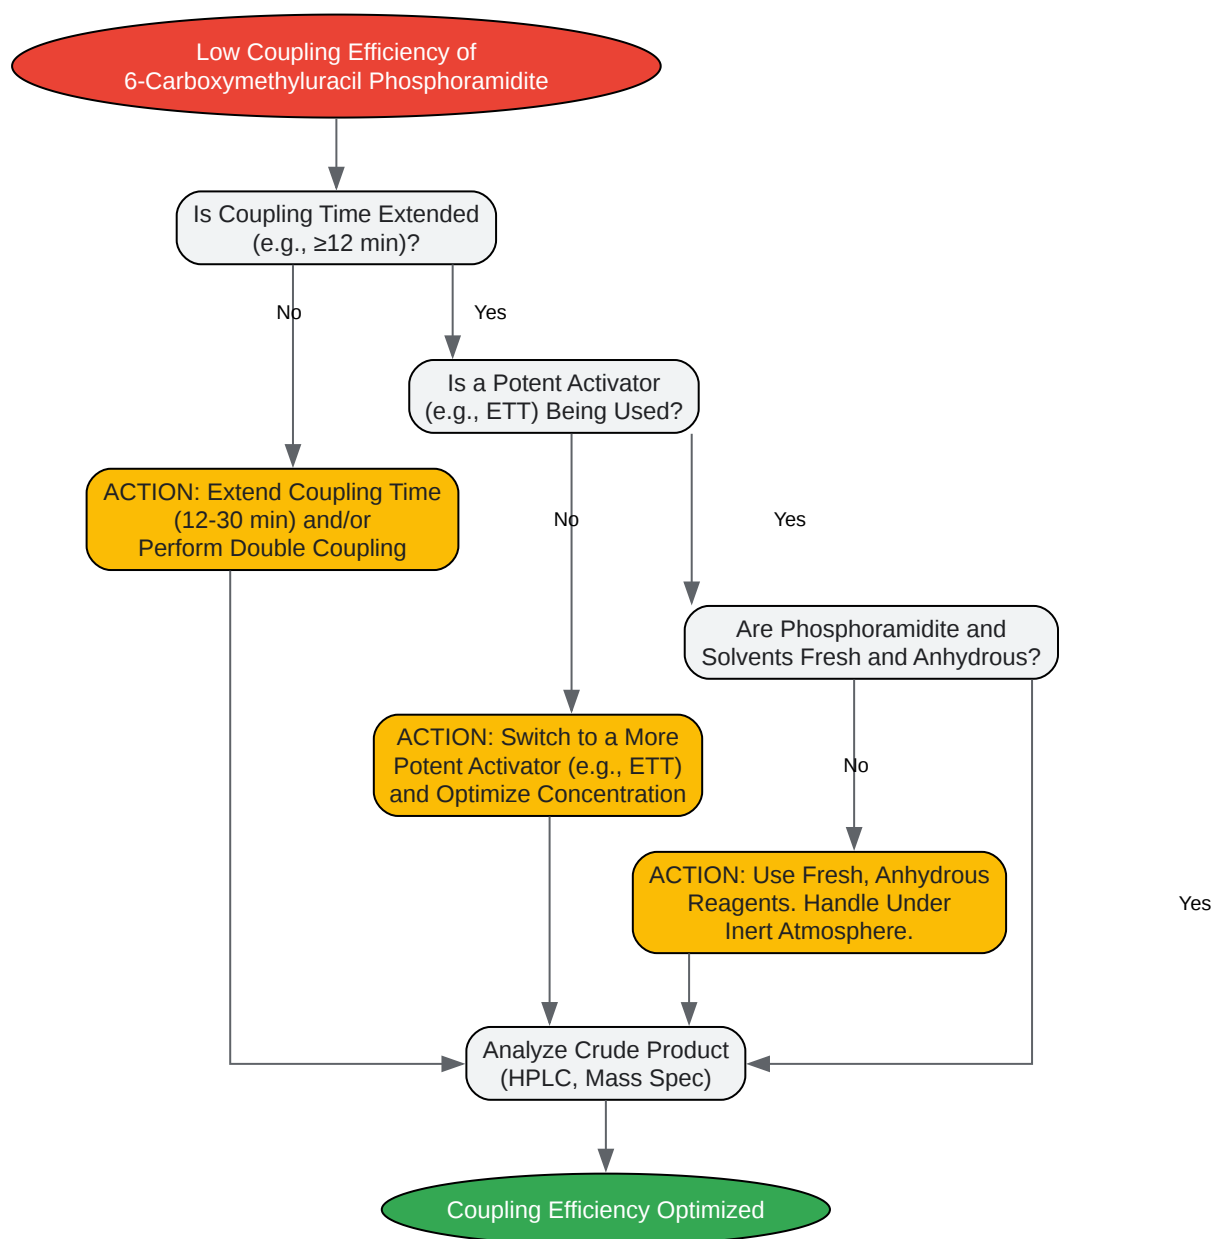 Low Coupling Efficiency of
6-Carboxymethyluracil Phosphoramidite
Is Coupling Time Extended
(e.g., ≥12 min)?
No
Yes
Is a Potent Activator
(e.g., ETT) Being Used?
ACTION: Extend Coupling Time
(12-30 min) and/or
Perform Double Coupling
No
Yes
Are Phosphoramidite and
Solvents Fresh and Anhydrous?
ACTION: Switch to a More
Potent Activator (e.g., ETT)
and Optimize Concentration
No
ACTION: Use Fresh, Anhydrous
Reagents. Handle Under
Inert Atmosphere.
Yes
Analyze Crude Product
(HPLC, Mass Spec)
Coupling Efficiency Optimized